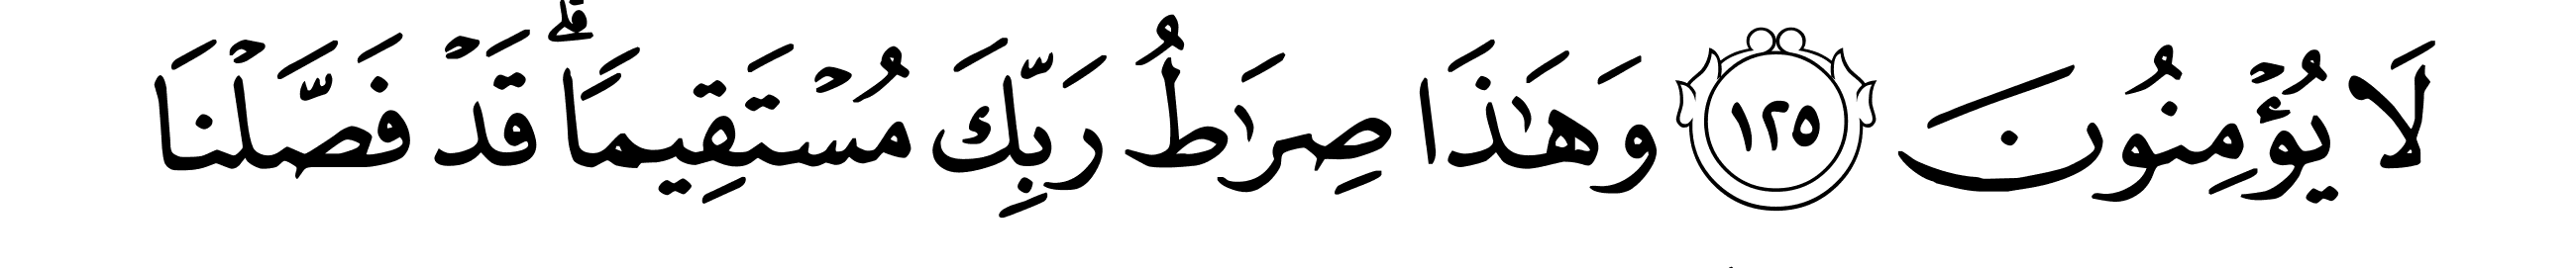 لَا يُؤۡمِنُونَ ١٢٥ وَهَٰذَا صِرَٰطُ رَبِّكَ مُسۡتَقِيمٗاۗ قَدۡ فَصَّلۡنَا